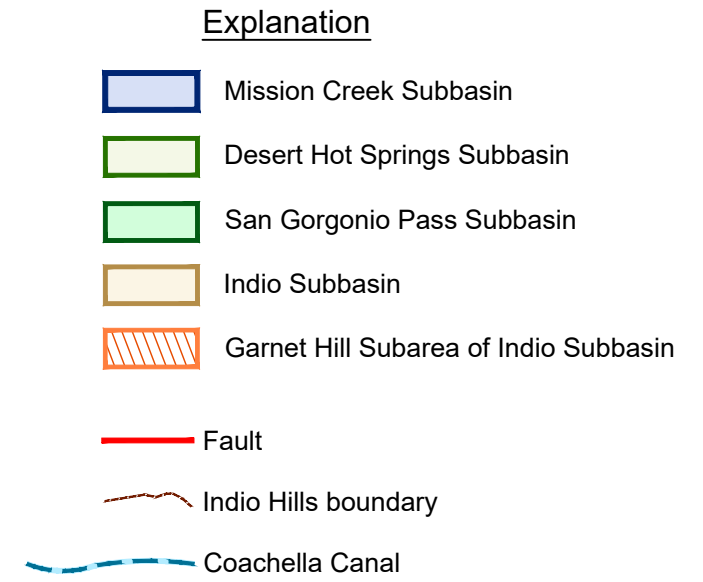 Explanation
Mission Creek Subbasin
Desert Hot Springs Subbasin
San Gorgonio Pass Subbasin
Indio Subbasin
Garnet Hill Subarea of Indio Subbasin
Fault
Indio Hills boundary
Coachella Canal